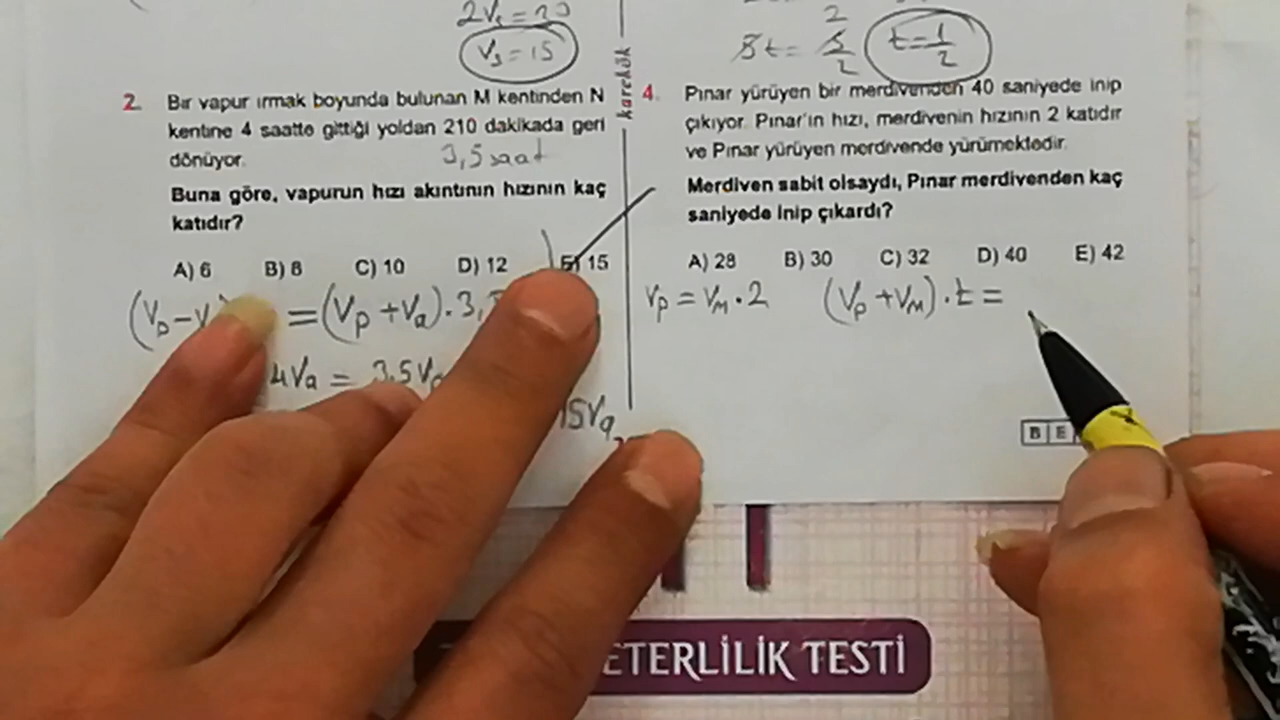 2V₁ = 30
V₁ = 15
2. Bir vapur ırmak boyunda bulunan M kentinden N
kentine 4 saatte gittiği yoldan 210 dakikada geri
dönüyor.
3,5 saat
Buna göre, vapurun hızı akıntının hızının kaç
katıdır?
A) 6 B) 8 C) 10 D) 12 E) 15
= (Vp + Va) . 3,
4Va = 3.5V
15Va
karekök
t = 1/2
4. Pınar yürüyen bir merdivenden 40 saniyede inip
çıkıyor. Pınar'ın hızı, merdivenin hızının 2 katıdır
ve Pınar yürüyen merdivende yürümektedir.
Merdiven sabit olsaydı, Pınar merdivenden kaç
saniyede inip çıkardı?
A) 28 B) 30 C) 32 D) 40 E) 42
Vp = VM . 2 (Vp + VM) . t =
B E
ETERLİLİK TESTİ